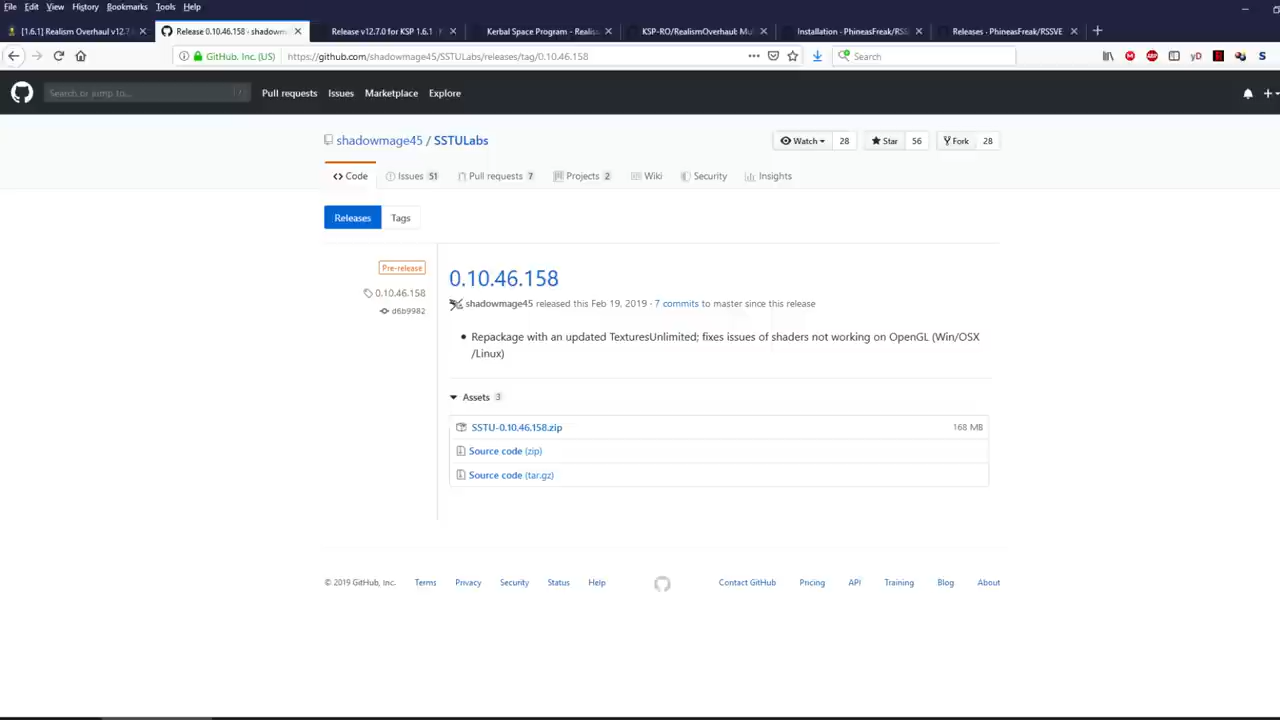 File Edit View History Bookmarks Tools Help
[1.6.1] Realism Overhaul v12.7
Release 0.10.46.158 · shadowm
Release v12.7.0 for KSP 1.6.1
Kerbal Space Program - Realis
KSP-RO/RealismOverhaul: Mul
Installation - PhineasFreak/RSS
Releases - PhineasFreak/RSSVE
GitHub, Inc. (US) https://github.com/shadowmage45/SSTULabs/releases/tag/0.10.46.158 Search
Search or jump to... / Pull requests Issues Marketplace Explore
shadowmage45 / SSTULabs Watch 28 Star 56 Fork 28
Code Issues 51 Pull requests 7 Projects 2 Wiki Security Insights
Releases Tags
Pre-release
0.10.46.158
d6b9982
0.10.46.158
shadowmage45 released this Feb 19, 2019 · 7 commits to master since this release
Repackage with an updated TexturesUnlimited; fixes issues of shaders not working on OpenGL (Win/OSX
/Linux)
Assets 3
SSTU-0.10.46.158.zip 168 MB
Source code (zip)
Source code (tar.gz)
© 2019 GitHub, Inc. Terms Privacy Security Status Help Contact GitHub Pricing API Training Blog About